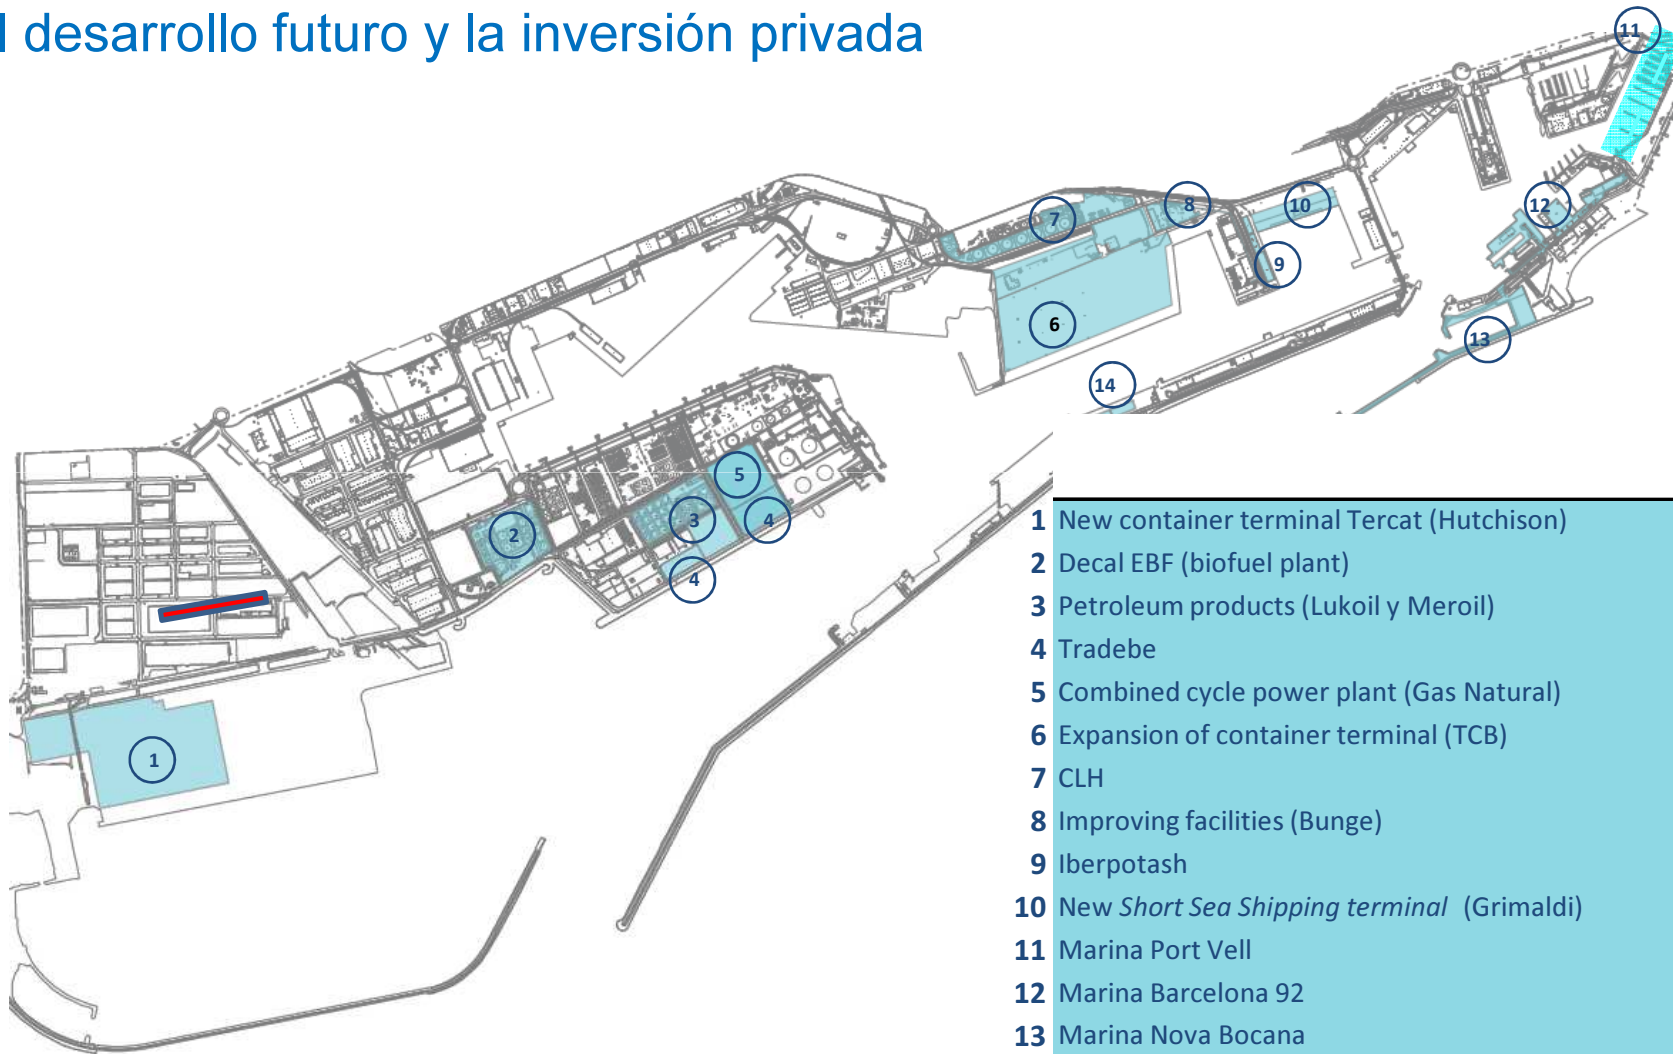 l desarrollo futuro y la inversión privada
11
7
8
10
12
9
6
13
14
5
2
3
4
4
1
1 New container terminal Tercat (Hutchison)
2 Decal EBF (biofuel plant)
3 Petroleum products (Lukoil y Meroil)
4 Tradebe
5 Combined cycle power plant (Gas Natural)
6 Expansion of container terminal (TCB)
7 CLH
8 Improving facilities (Bunge)
9 Iberpotash
10 New Short Sea Shipping terminal (Grimaldi)
11 Marina Port Vell
12 Marina Barcelona 92
13 Marina Nova Bocana